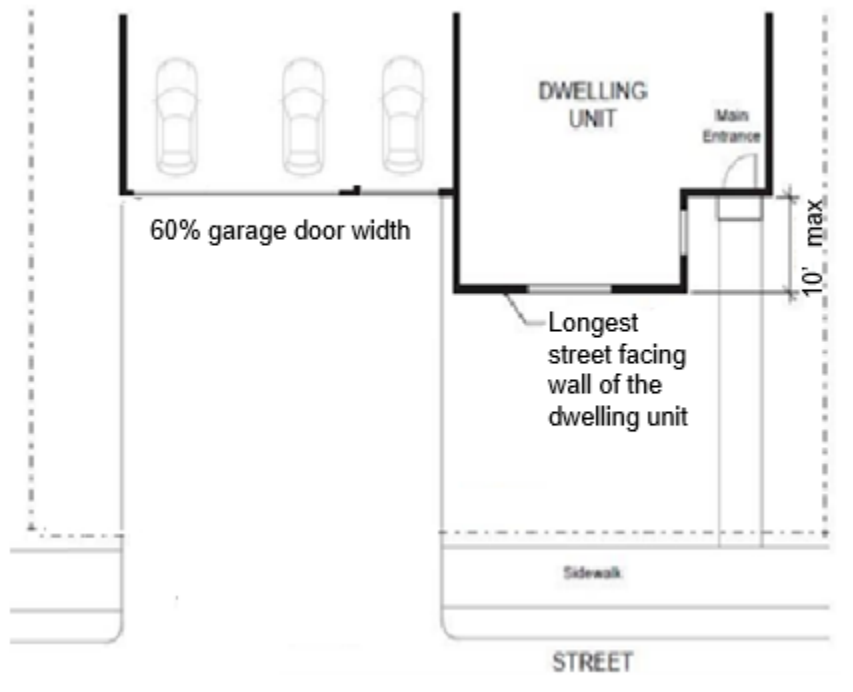 DWELLING
UNIT
Main
Entrance
60% garage door width
10' max
Longest
street facing
wall of the
dwelling unit
Sidewalk
STREET